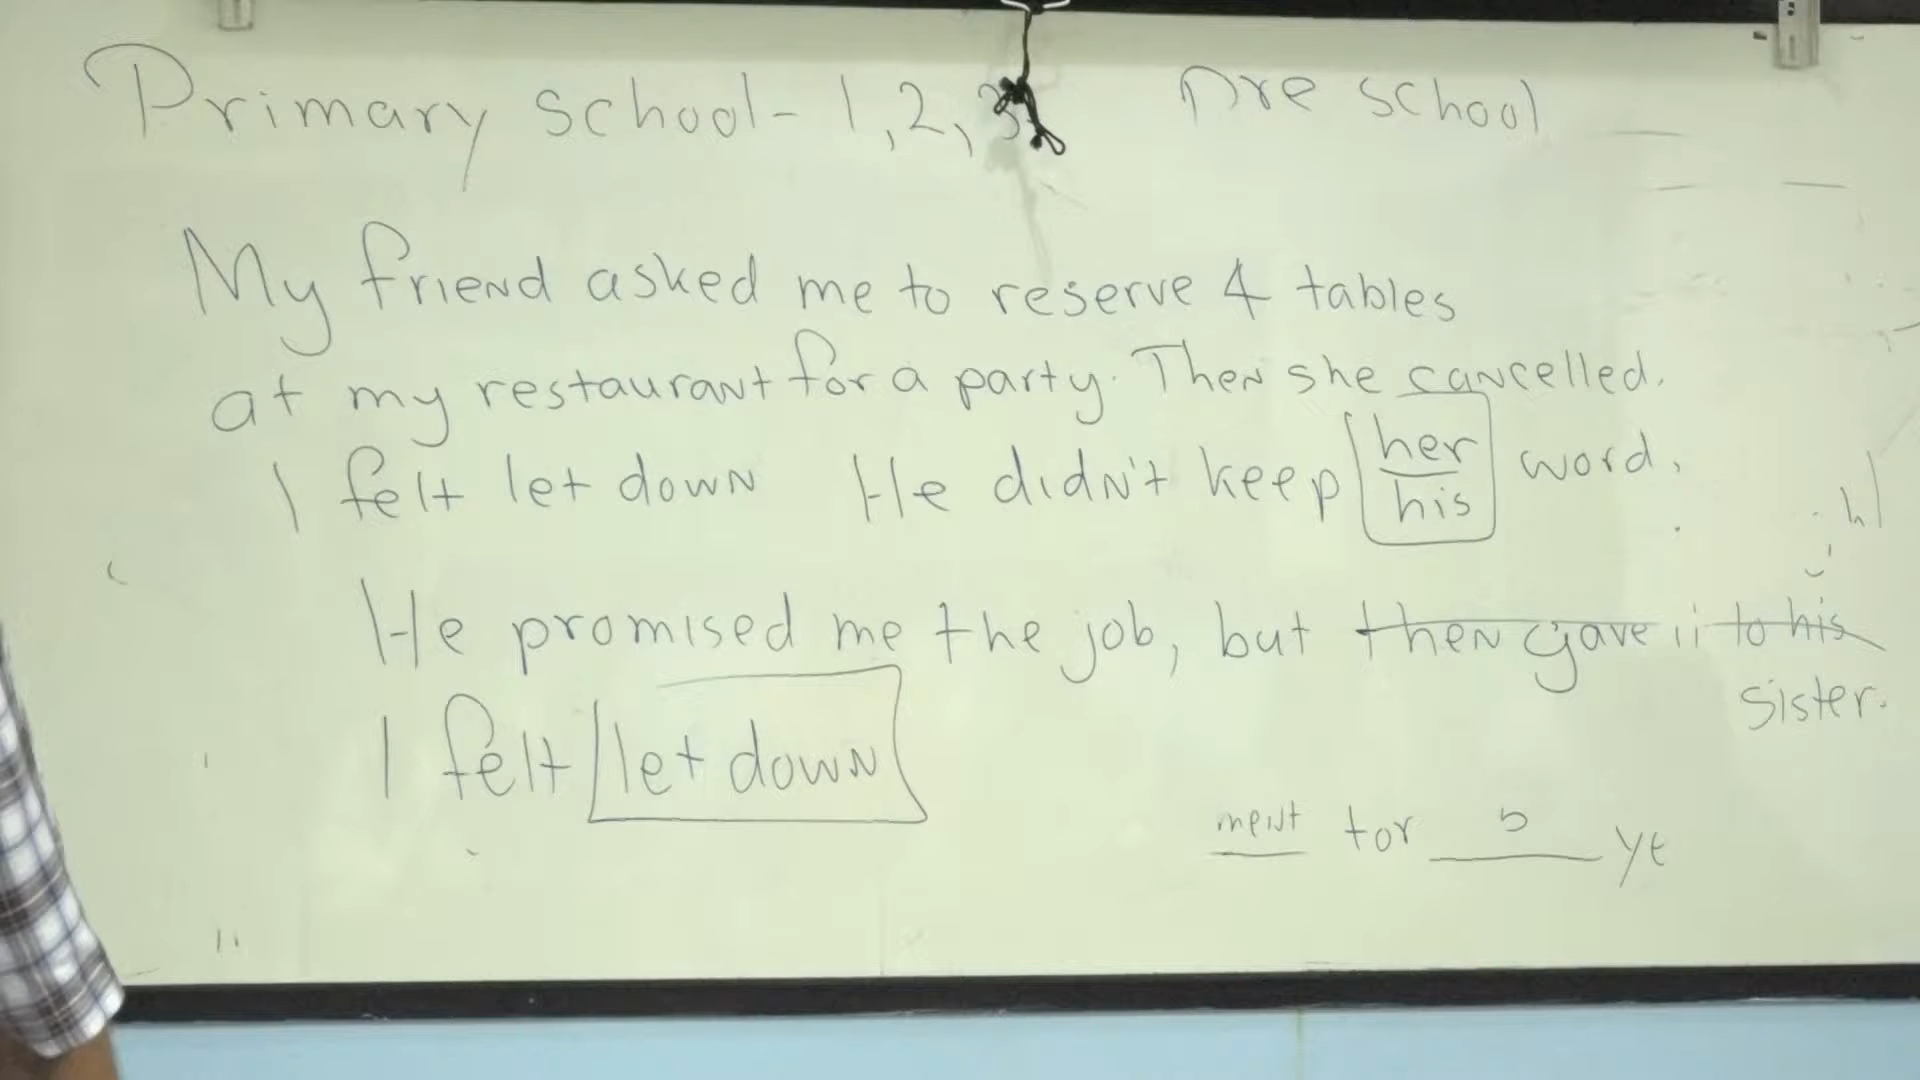 Primary school - 1, 2, 3 Pre school
My friend asked me to reserve 4 tables
at my restaurant for a party. Then she cancelled.
I felt let down He didn't keep her word.
his
He promised me the job, but then gave it to his
sister.
I felt let down
ment for